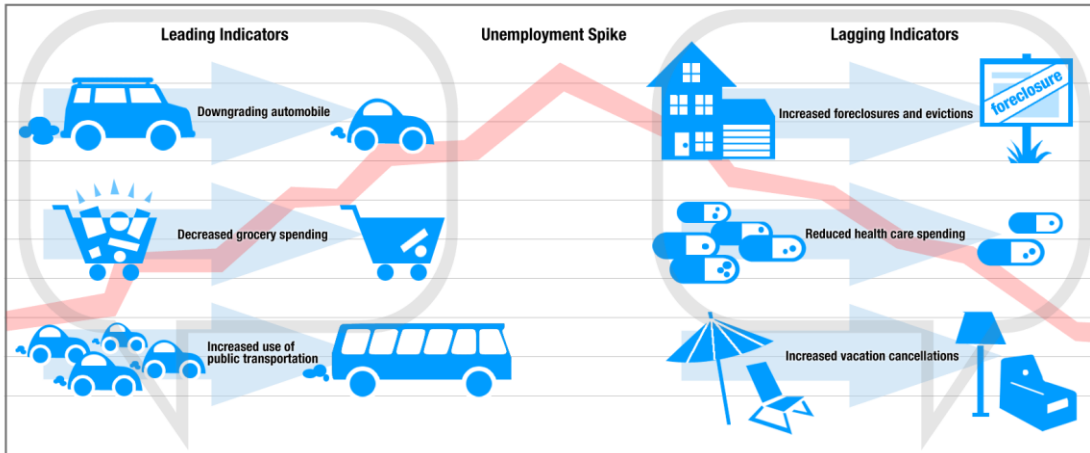 Leading Indicators
Unemployment Spike
Lagging Indicators
Downgrading automobile
Increased foreclosures and evictions
foreclosure
Decreased grocery spending
Reduced health care spending
Increased use of
public transportation
Increased vacation cancellations